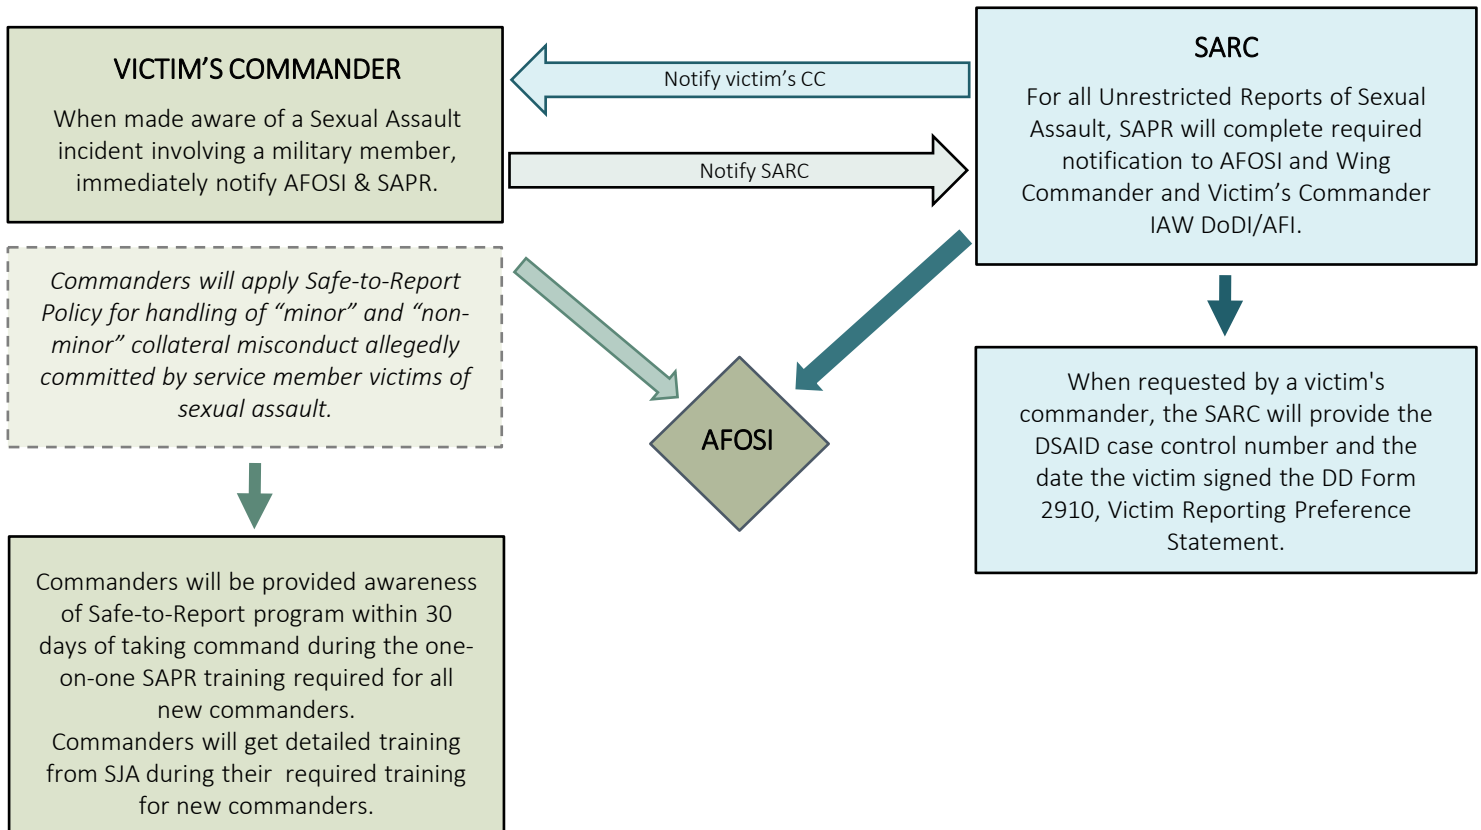 VICTIM'S COMMANDER
When made aware of a Sexual Assault
incident involving a military member,
immediately notify AFOSI & SAPR.
Notify victim's CC
Notify SARC
SARC
For all Unrestricted Reports of Sexual
Assault, SAPR will complete required
notification to AFOSI and Wing
Commander and Victim's Commander
IAW DoDI/AFI.
Commanders will apply Safe-to-Report
Policy for handling of “minor” and “non-
minor” collateral misconduct allegedly
committed by service member victims of
sexual assault.
AFOSI
When requested by a victim's
commander, the SARC will provide the
DSAID case control number and the
date the victim signed the DD Form
2910, Victim Reporting Preference
Statement.
Commanders will be provided awareness
of Safe-to-Report program within 30
days of taking command during the one-
on-one SAPR training required for all
new commanders.
Commanders will get detailed training
from SJA during their required training
for new commanders.